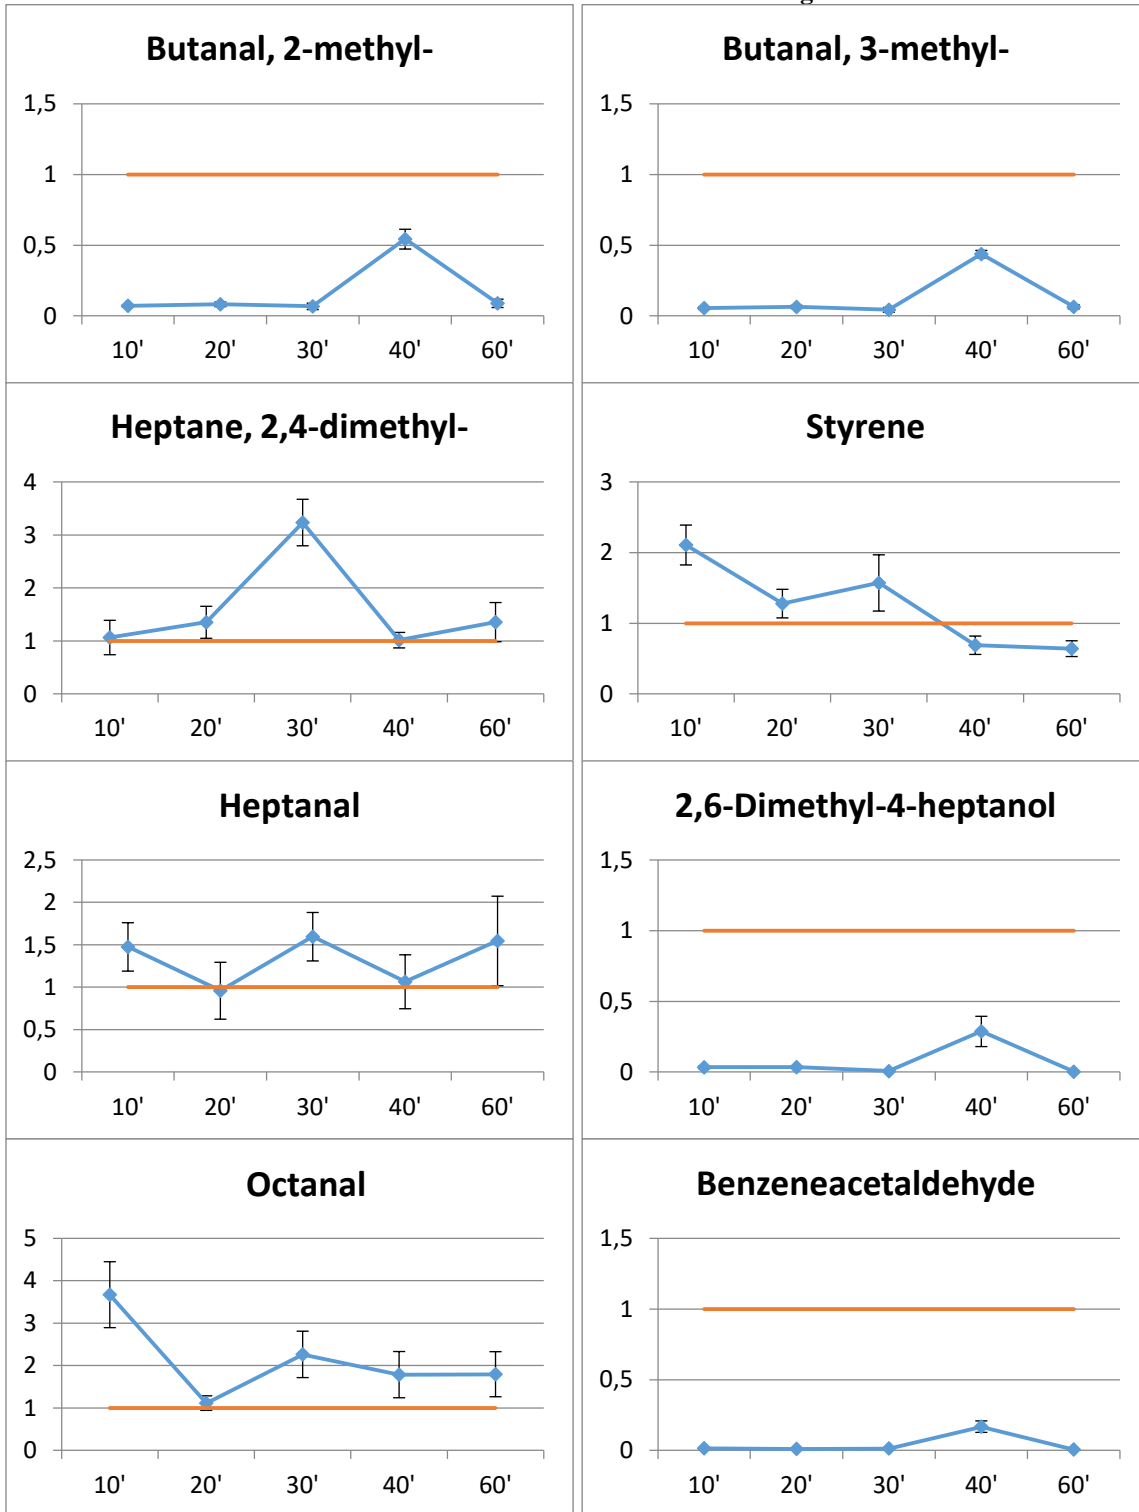 g
Butanal, 2-methyl-
1,5
1
0,5
0
10' 20' 30' 40' 60'
Butanal, 3-methyl-
1,5
1
0,5
0
10' 20' 30' 40' 60'
Heptane, 2,4-dimethyl-
4
3
2
1
0
10' 20' 30' 40' 60'
Styrene
3
2
1
0
10' 20' 30' 40' 60'
Heptanal
2,5
2
1,5
1
0,5
0
10' 20' 30' 40' 60'
2,6-Dimethyl-4-heptanol
1,5
1
0,5
0
10' 20' 30' 40' 60'
Octanal
5
4
3
2
1
0
10' 20' 30' 40' 60'
Benzeneacetaldehyde
1,5
1
0,5
0
10' 20' 30' 40' 60'